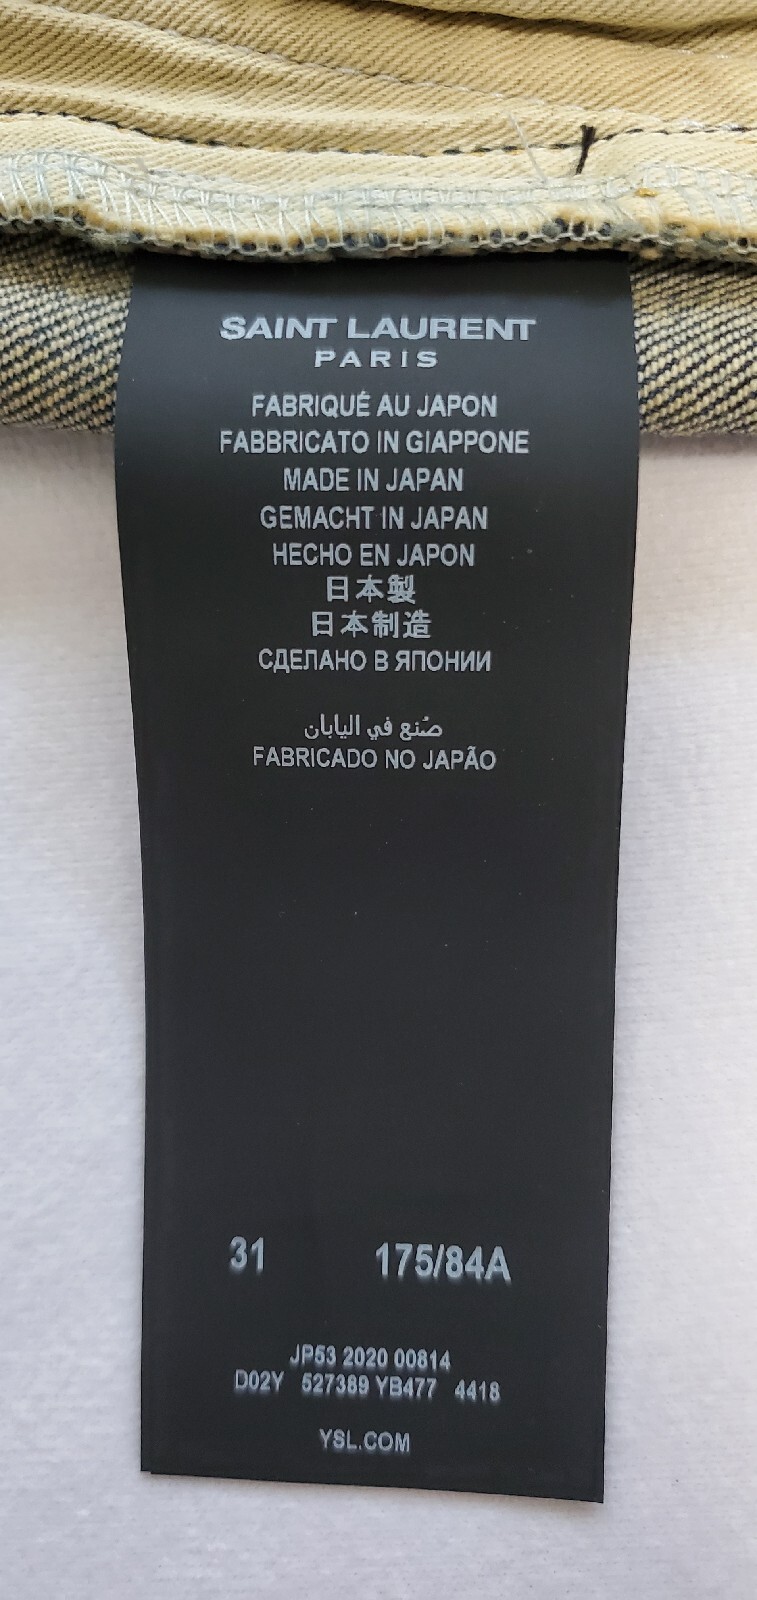 SAINT LAURENT
PARIS
FABRIQUÉ AU JAPON
FABBRICATO IN GIAPPONE
MADE IN JAPAN
GEMACHT IN JAPAN
HECHO EN JAPON
日本製
日本制造
СДЕЛАНО В ЯПОНИИ
صُنع في اليابان
FABRICADO NO JAPÃO
31 175/84A
JP53 2020 00814
D02Y 527389 YB477 4418
YSL.COM